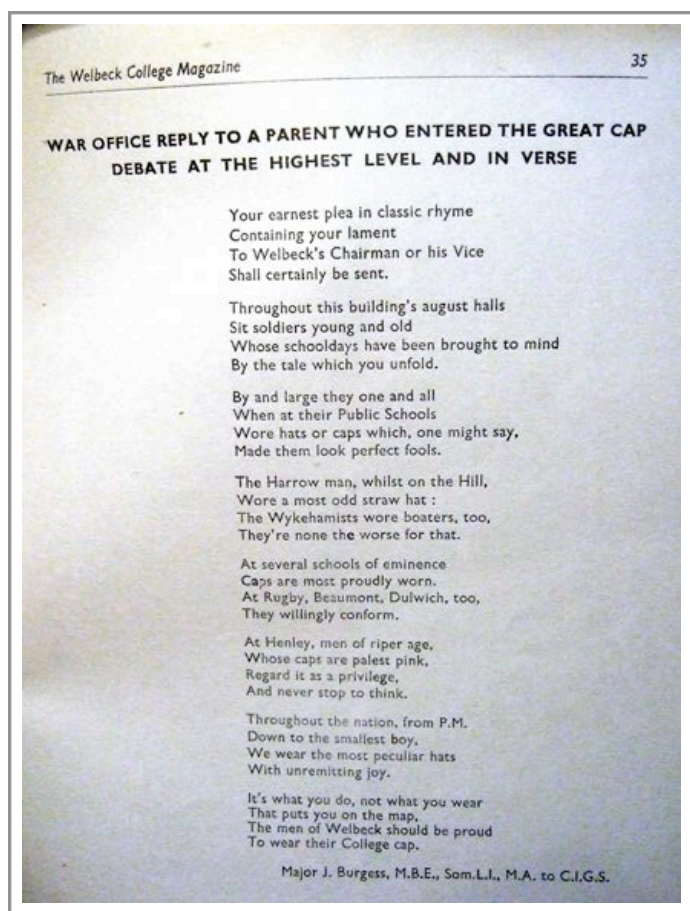 The Welbeck College Magazine
35
WAR OFFICE REPLY TO A PARENT WHO ENTERED THE GREAT CAP
DEBATE AT THE HIGHEST LEVEL AND IN VERSE
Your earnest plea in classic rhyme
Containing your lament
To Welbeck's Chairman or his Vice
Shall certainly be sent.
Throughout this building's august halls
Sit soldiers young and old
Whose schooldays have been brought to mind
By the tale which you unfold.
By and large they one and all
When at their Public Schools
Wore hats or caps which, one might say,
Made them look perfect fools.
The Harrow man, whilst on the Hill,
Wore a most odd straw hat :
The Wykehamists wore boaters, too,
They're none the worse for that.
At several schools of eminence
Caps are most proudly worn.
At Rugby, Beaumont, Dulwich, too,
They willingly conform.
At Henley, men of riper age,
Whose caps are palest pink,
Regard it as a privilege,
And never stop to think.
Throughout the nation, from P.M.
Down to the smallest boy,
We wear the most peculiar hats
With unremitting joy.
It's what you do, not what you wear
That puts you on the map,
The men of Welbeck should be proud
To wear their College cap.
Major J. Burgess, M.B.E., Som.L.I., M.A. to C.I.G.S.